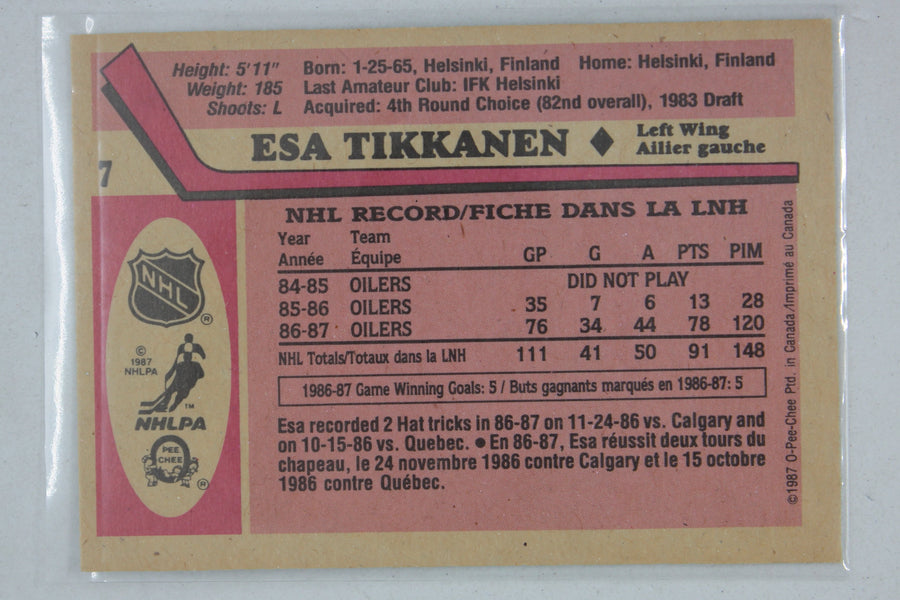 Height: 5'11" Born: 1-25-65, Helsinki, Finland Home: Helsinki, Finland
Weight: 185 Last Amateur Club: IFK Helsinki
Shoots: L Acquired: 4th Round Choice (82nd overall), 1983 Draft
ESA TIKKANEN ◆ Left Wing
Ailier gauche
7
NHL RECORD/FICHE DANS LA LNH
Year Team
Année Équipe GP G A PTS PIM
84-85 OILERS DID NOT PLAY
85-86 OILERS 35 7 6 13 28
86-87 OILERS 76 34 44 78 120
NHL Totals/Totaux dans la LNH 111 41 50 91 148
1986-87 Game Winning Goals: 5 / Buts gagnants marqués en 1986-87: 5
Esa recorded 2 Hat tricks in 86-87 on 11-24-86 vs. Calgary and
on 10-15-86 vs. Quebec. ● En 86-87, Esa réussit deux tours du
chapeau, le 24 novembre 1986 contre Calgary et le 15 octobre
1986 contre Québec.
NHL
®
©
1987
NHLPA
™
NHLPA
O
PEE
CHEE
®
©1987 O-Pee-Chee Ptd. in Canada/Imprimé au Canada